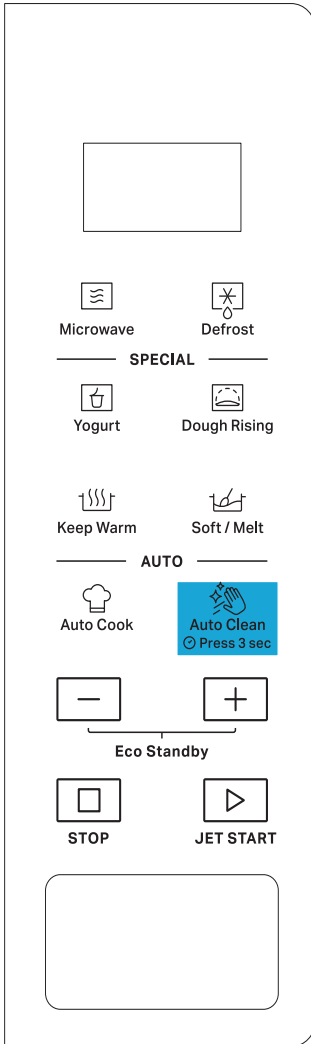 Microwave Defrost
SPECIAL
Yogurt Dough Rising
Keep Warm Soft / Melt
AUTO
Auto Cook Auto Clean
Press 3 sec
Eco Standby
STOP JET START